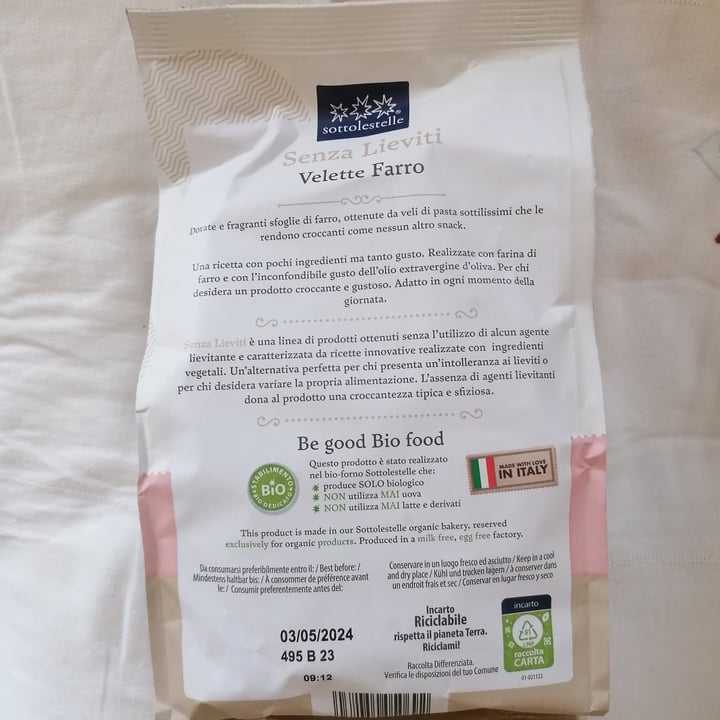 sottolestelle
Senza Lieviti
Velette Farro
Dorate e fragranti sfoglie di farro, ottenute da veli di pasta sottilissimi che le
rendono croccanti come nessun altro snack.
Una ricetta con pochi ingredienti ma tanto gusto. Realizzate con farina di
farro e con l'inconfondibile gusto dell'olio extravergine d'oliva. Per chi
desidera un prodotto croccante e gustoso. Adatto in ogni momento della
giornata.
Senza Lieviti è una linea di prodotti ottenuti senza l'utilizzo di alcun agente
lievitante e caratterizzata da ricette innovative realizzate con ingredienti
vegetali. Un'alternativa perfetta per chi presenta un'intolleranza ai lieviti o
per chi desidera variare la propria alimentazione. L'assenza di agenti lievitanti
dona al prodotto una croccantezza tipica e sfiziosa.
Be good Bio food
STABILIMENTO
BIO
BIO DEDICATO
Questo prodotto è stato realizzato
nel bio-forno Sottolestelle che:
produce SOLO biologico
NON utilizza MAI uova
NON utilizza MAI latte e derivati
MADE WITH LOVE
IN ITALY
This product is made in our Sottolestelle organic bakery, reserved
exclusively for organic products. Produced in a milk free, egg free factory.
Da consumarsi preferibilmente entro il: / Best before: /
Mindestens haltbar bis: / À consommer de préférence avant
le: / Consumir preferentemente antes del:
Conservare in un luogo fresco ed asciutto / Keep in a cool
and dry place / Kühl und trocken lagern / à conserver dans
un endroit frais et sec / Conservar en lugar fresco y seco
03/05/2024
495 B 23
09:12
Incarto
Riciclabile
rispetta il pianeta Terra.
Riciclami!
Raccolta Differenziata.
Verifica le disposizioni del tuo Comune
incarto
81
raccolta
CARTA
01-021122